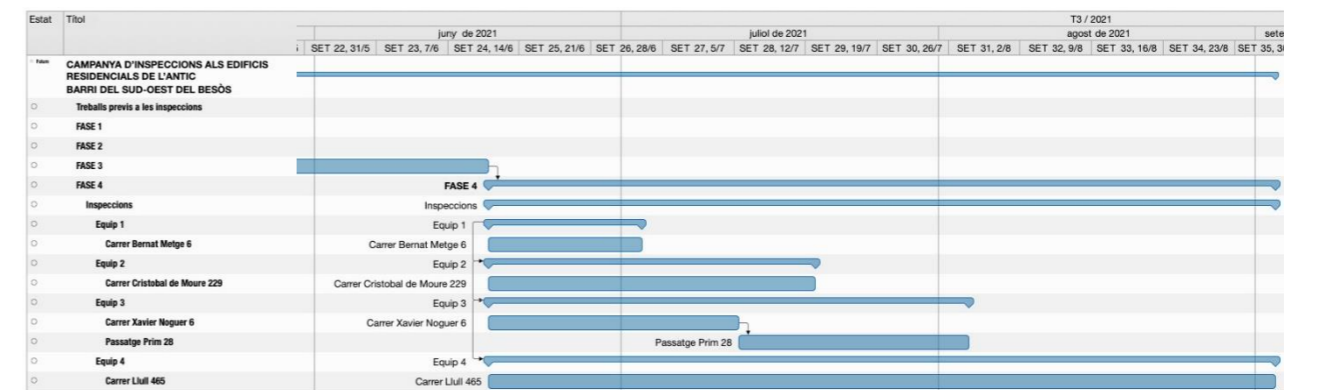 Estat Títol
T3 / 2021
juny de 2021 juliol de 2021 agost de 2021 sete
SET 22, 31/5 SET 23, 7/6 SET 24, 14/6 SET 25, 21/6 SET 26, 28/6 SET 27, 5/7 SET 28, 12/7 SET 29, 19/7 SET 30, 26/7 SET 31, 2/8 SET 32, 9/8 SET 33, 16/8 SET 34, 23/8 SET 35, 3
CAMPANYA D'INSPECCIONS ALS EDIFICIS
RESIDENCIALS DE L'ANTIC
BARRI DEL SUD-OEST DEL BESÒS
Treballs previs a les inspeccions
FASE 1
FASE 2
FASE 3
FASE 4 FASE 4
Inspeccions Inspeccions
Equip 1 Equip 1
Carrer Bernat Metge 6 Carrer Bernat Metge 6
Equip 2 Equip 2
Carrer Cristobal de Moure 229 Carrer Cristobal de Moure 229
Equip 3 Equip 3
Carrer Xavier Noguer 6 Carrer Xavier Noguer 6
Passatge Prim 28 Passatge Prim 28
Equip 4 Equip 4
Carrer Llull 465 Carrer Llull 465